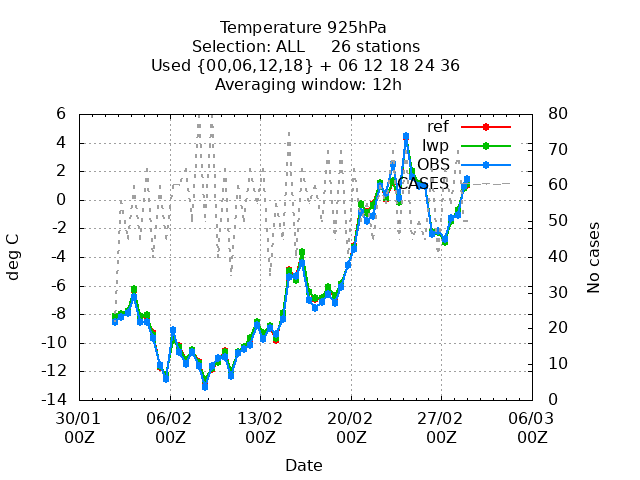 Temperature 925hPa
Selection: ALL 26 stations
Used {00,06,12,18} + 06 12 18 24 36
Averaging window: 12h
6 80
ref
4 70
lwp
2 OBS
0 CASES 60
-2 50
-4 40
-6 30
-8 20
-10
-12 10
-14 0
deg C
No cases
30/01 06/02 13/02 20/02 27/02 06/03
00Z 00Z 00Z 00Z 00Z 00Z
Date